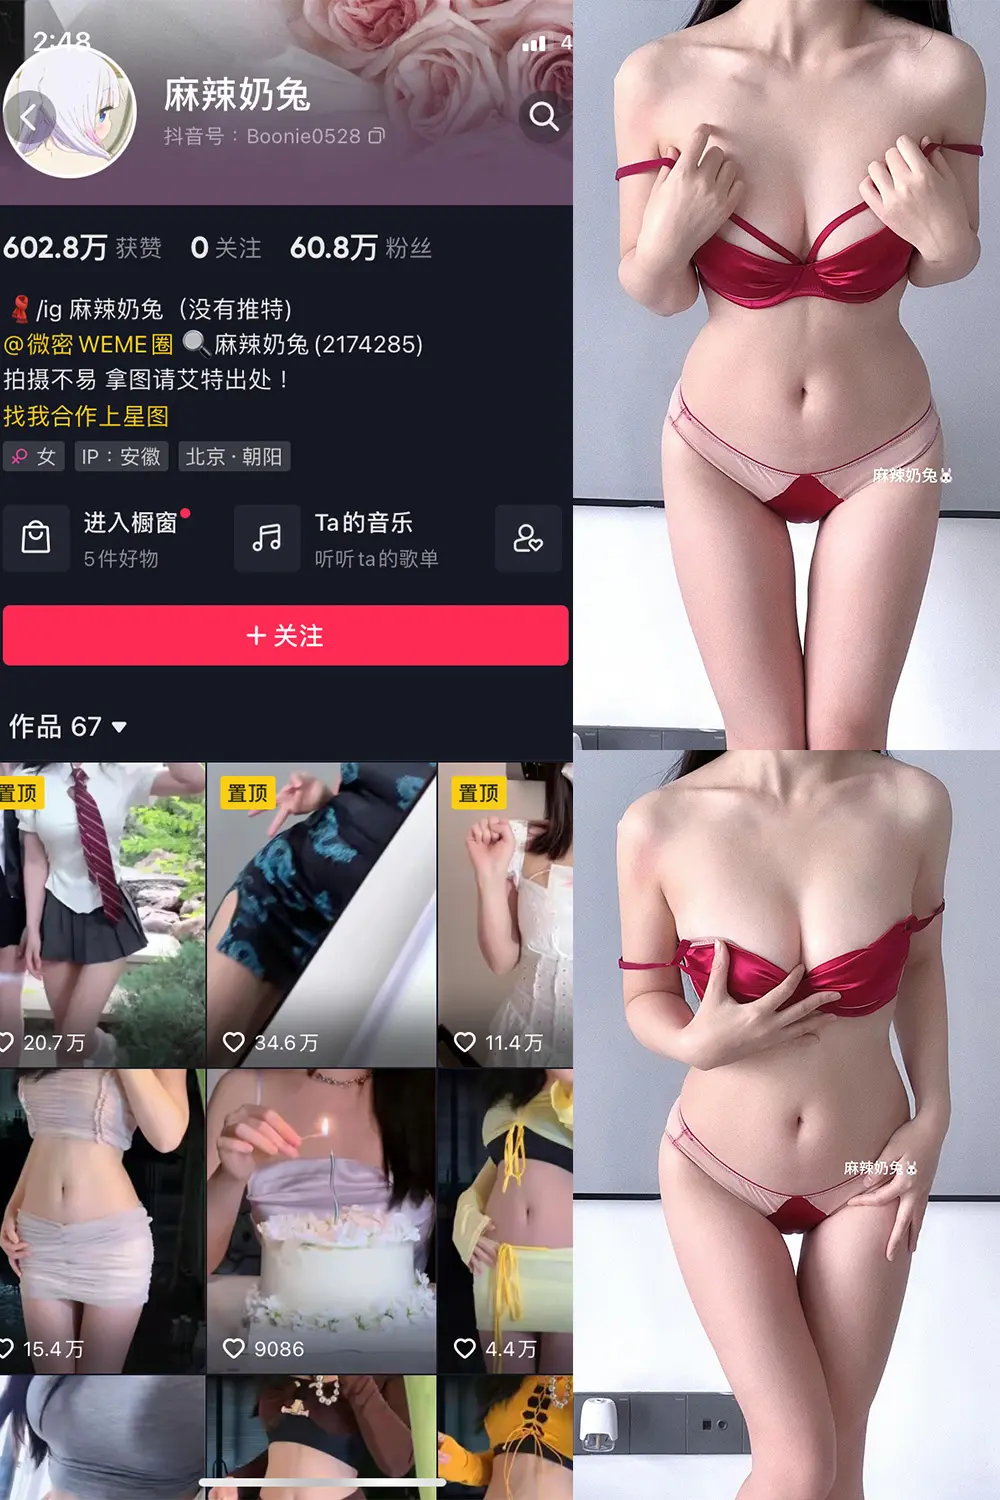 2:48
4
麻辣奶兔
抖音号：Boonie0528
602.8万 获赞 0 关注 60.8万 粉丝
/ig 麻辣奶兔（没有推特）
@微密 WEME圈 麻辣奶兔(2174285)
拍摄不易 拿图请艾特出处！
找我合作上星图
女 IP：安徽 北京·朝阳
进入橱窗
5件好物
Ta的音乐
听听ta的歌单
+ 关注
作品 67
置顶 置顶 置顶
20.7万 34.6万 11.4万
15.4万 9086 4.4万
麻辣奶兔
麻辣奶兔